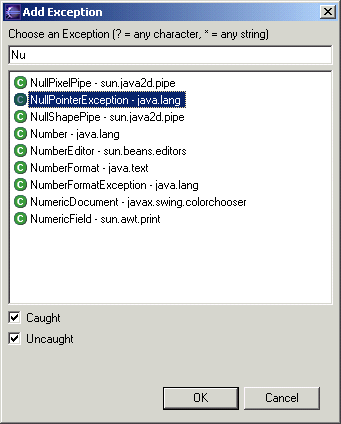 Add Exception
Choose an Exception (? = any character, * = any string)
Nu
NullPixelPipe - sun.java2d.pipe
NullPointerException - java.lang
NullShapePipe - sun.java2d.pipe
Number - java.lang
NumberEditor - sun.beans.editors
NumberFormat - java.text
NumberFormatException - java.lang
NumericDocument - javax.swing.colorchooser
NumericField - sun.awt.print
Caught
Uncaught
OK Cancel